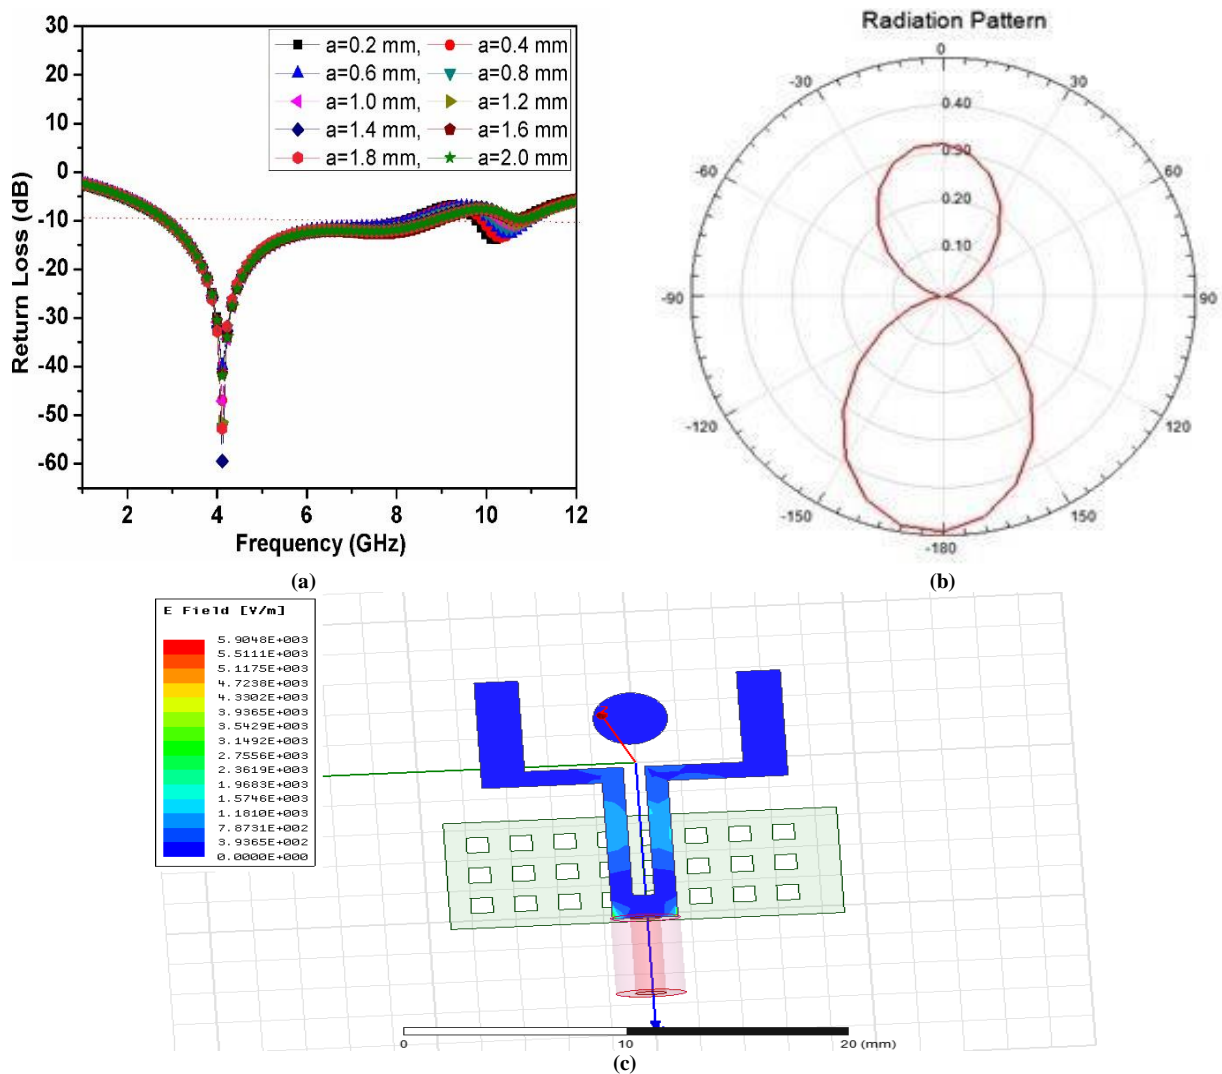 30
20
10
0
-10
-20
-30
-40
-50
-60
Return Loss (dB)
a=0.2 mm, a=0.4 mm
a=0.6 mm, a=0.8 mm
a=1.0 mm, a=1.2 mm
a=1.4 mm, a=1.6 mm
a=1.8 mm, a=2.0 mm
2 4 6 8 10 12
Frequency (GHz)
(a)
Radiation Pattern
0
-30 30
0.40
0.30
-60 60
0.20
0.10
-90 90
-120 120
-150 150
-180
(b)
E Field [V/m]
5.9048E+003
5.5111E+003
5.1175E+003
4.7238E+003
4.3302E+003
3.9365E+003
3.5429E+003
3.1492E+003
2.7556E+003
2.3619E+003
1.9683E+003
1.5746E+003
1.1810E+003
7.8731E+002
3.9365E+002
0.0000E+000
0 10 20 (mm)
(c)